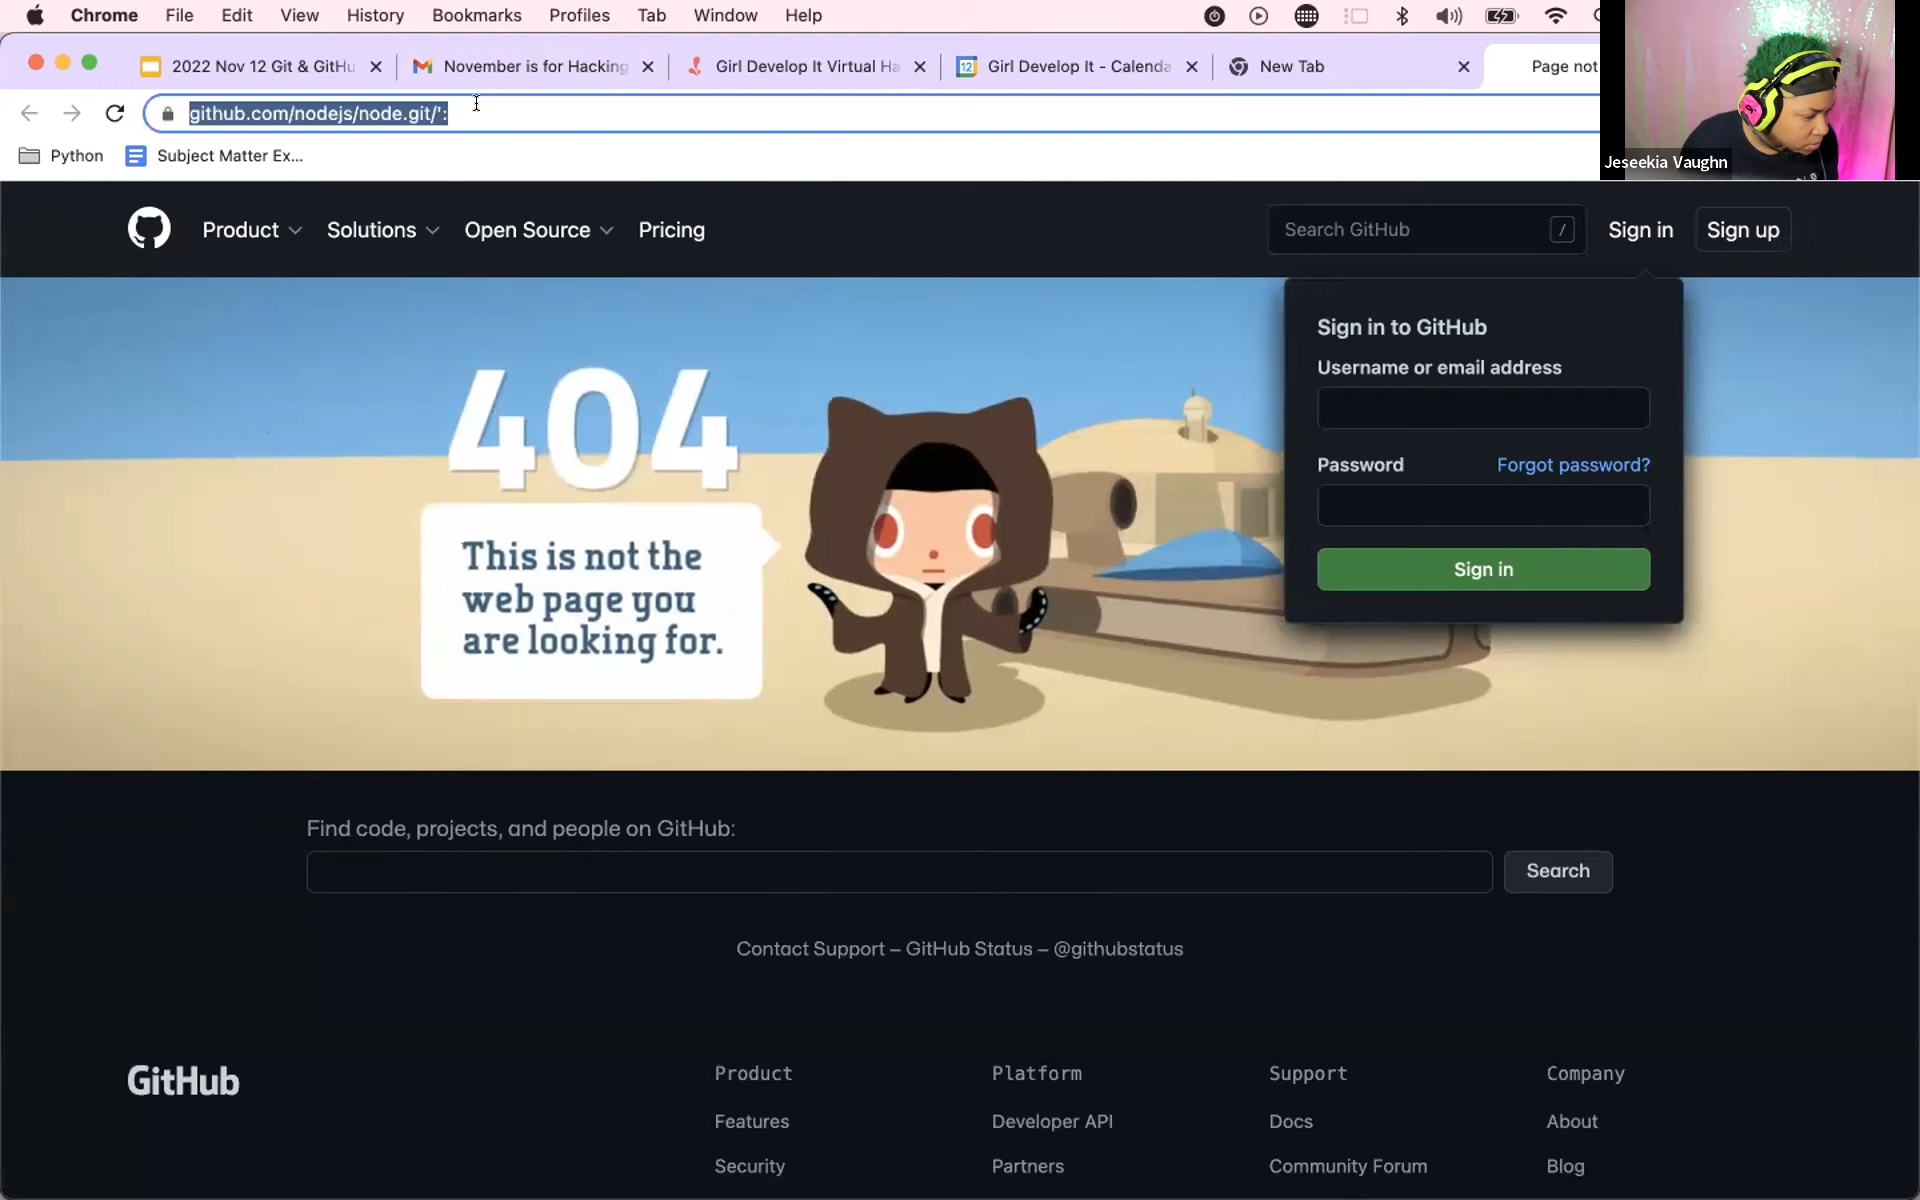 Chrome File Edit View History Bookmarks Profiles Tab Window Help
2022 Nov 12 Git & GitHu
November is for Hacking
Girl Develop It Virtual Ha
12
Girl Develop It - Calenda
New Tab
Page not
github.com/nodejs/node.git/':
Python
Subject Matter Ex...
Jeseekia Vaughn
Product Solutions Open Source Pricing
Search GitHub /
Sign in
Sign up
404
This is not the
web page you
are looking for.
Sign in to GitHub
Username or email address
Password Forgot password?
Sign in
Find code, projects, and people on GitHub:
Search
Contact Support – GitHub Status – @githubstatus
GitHub
Product Platform Support Company
Features Developer API Docs About
Security Partners Community Forum Blog